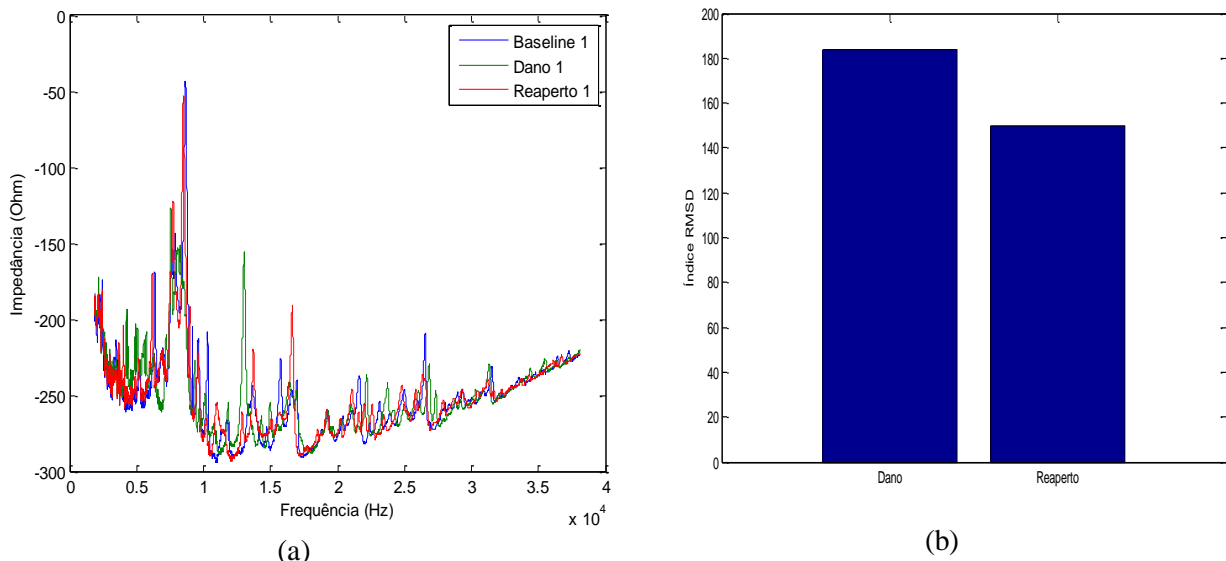 0
-50
-100
-150
-200
-250
-300
Impedância (Ohm)
0 0.5 1 1.5 2 2.5 3 3.5 4
x 10^4
Frequência (Hz)
Baseline 1
Dano 1
Reaperto 1
(a)
200
180
160
140
120
100
80
60
40
20
0
Índice RMSD
Dano Reaperto
(b)